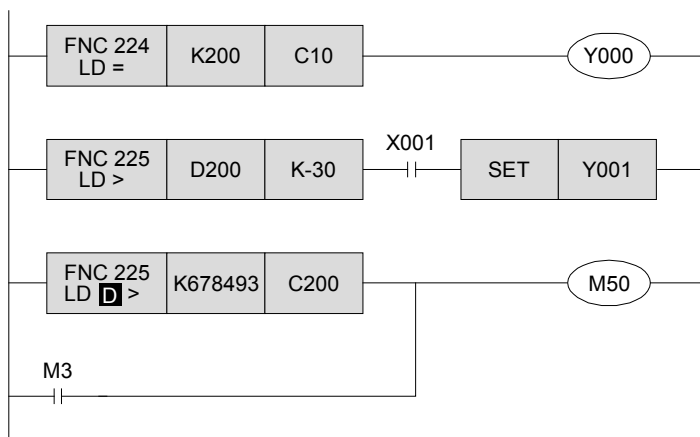 FNC 224
LD =
K200
C10
Y000
FNC 225
LD >
D200
K-30
X001
SET
Y001
FNC 225
LD D >
K678493
C200
M50
M3